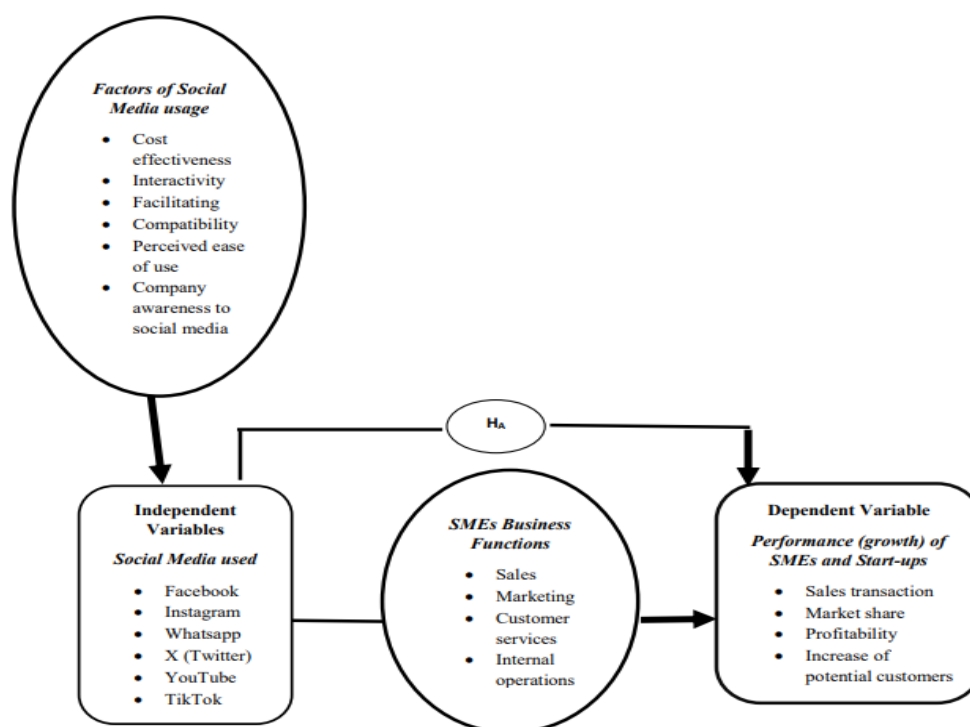 Factors of Social
Media usage
• Cost
effectiveness
• Interactivity
• Facilitating
• Compatibility
• Perceived ease
of use
• Company
awareness to
social media
HA
Independent
Variables
Social Media used
• Facebook
• Instagram
• Whatsapp
• X (Twitter)
• YouTube
• TikTok
SMEs Business
Functions
• Sales
• Marketing
• Customer
services
• Internal
operations
Dependent Variable
Performance (growth) of
SMEs and Start-ups
• Sales transaction
• Market share
• Profitability
• Increase of
potential customers